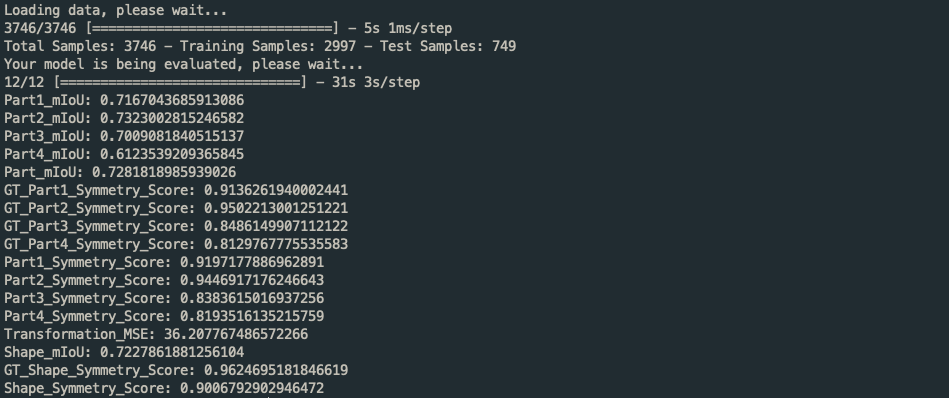 Loading data, please wait...
3746/3746 [==============================] - 5s 1ms/step
Total Samples: 3746 - Training Samples: 2997 - Test Samples: 749
Your model is being evaluated, please wait...
12/12 [==============================] - 31s 3s/step
Part1_mIoU: 0.7167043685913086
Part2_mIoU: 0.7323002815246582
Part3_mIoU: 0.7009081840515137
Part4_mIoU: 0.6123539209365845
Part_mIoU: 0.7281818985939026
GT_Part1_Symmetry_Score: 0.9136261940002441
GT_Part2_Symmetry_Score: 0.9502213001251221
GT_Part3_Symmetry_Score: 0.8486149907112122
GT_Part4_Symmetry_Score: 0.8129767775535583
Part1_Symmetry_Score: 0.9197177886962891
Part2_Symmetry_Score: 0.9446917176246643
Part3_Symmetry_Score: 0.8383615016937256
Part4_Symmetry_Score: 0.8193516135215759
Transformation_MSE: 36.207767486572266
Shape_mIoU: 0.7227861881256104
GT_Shape_Symmetry_Score: 0.9624695181846619
Shape_Symmetry_Score: 0.9006792902946472